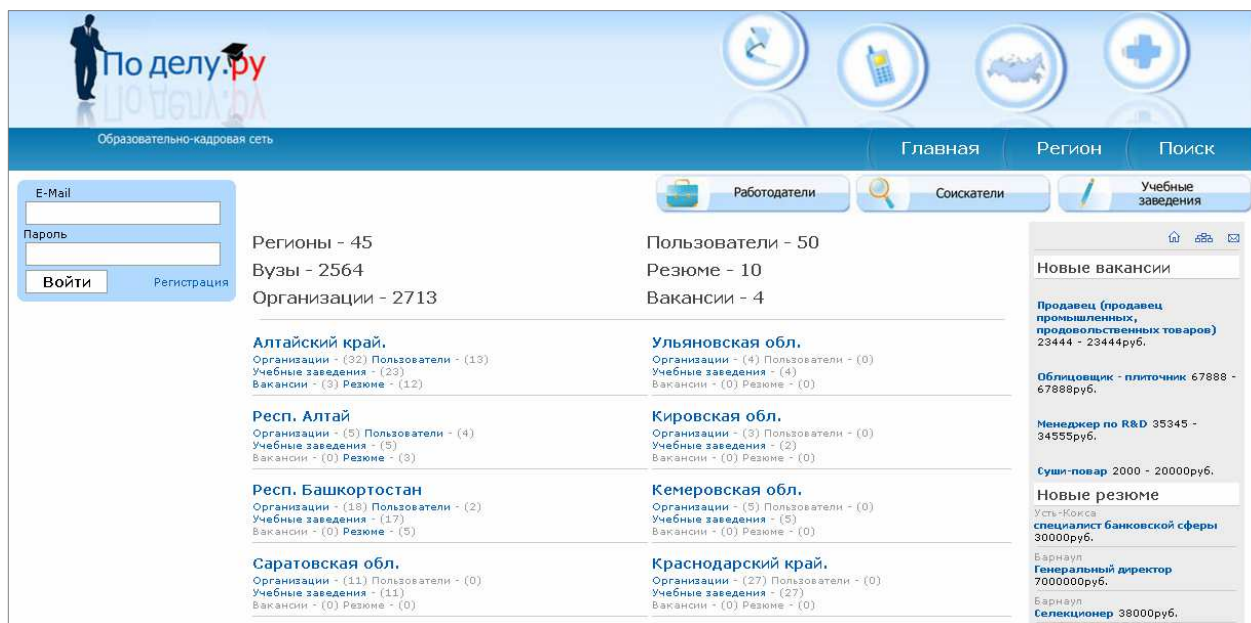 По делу.ру
Образовательно-кадровая сеть
Главная
Регион
Поиск
E-Mail
Пароль
Войти
Регистрация
Работодатели
Соискатели
Учебные
заведения
Регионы - 45
Вузы - 2564
Организации - 2713
Пользователи - 50
Резюме - 10
Вакансии - 4
Алтайский край.
Организации - (32) Пользователи - (13)
Учебные заведения - (23)
Вакансии - (3) Резюме - (12)
Ульяновская обл.
Организации - (4) Пользователи - (0)
Учебные заведения - (4)
Вакансии - (0) Резюме - (0)
Респ. Алтай
Организации - (5) Пользователи - (4)
Учебные заведения - (5)
Вакансии - (0) Резюме - (3)
Кировская обл.
Организации - (3) Пользователи - (0)
Учебные заведения - (2)
Вакансии - (0) Резюме - (0)
Респ. Башкортостан
Организации - (18) Пользователи - (2)
Учебные заведения - (17)
Вакансии - (0) Резюме - (5)
Кемеровская обл.
Организации - (5) Пользователи - (0)
Учебные заведения - (5)
Вакансии - (0) Резюме - (0)
Саратовская обл.
Организации - (11) Пользователи - (0)
Учебные заведения - (11)
Вакансии - (0) Резюме - (0)
Краснодарский край.
Организации - (27) Пользователи - (0)
Учебные заведения - (27)
Вакансии - (0) Резюме - (0)
Новые вакансии
Продавец (продавец
промышленных,
продовольственных товаров)
23444 - 23444руб.
Облицовщик - плиточник 67888 -
67888руб.
Менеджер по R&D 35345 -
34555руб.
Суши-повар 2000 - 20000руб.
Новые резюме
Усть-Кокса
специалист банковской сферы
30000руб.
Барнаул
Генеральный директор
7000000руб.
Барнаул
Селекционер 38000руб.